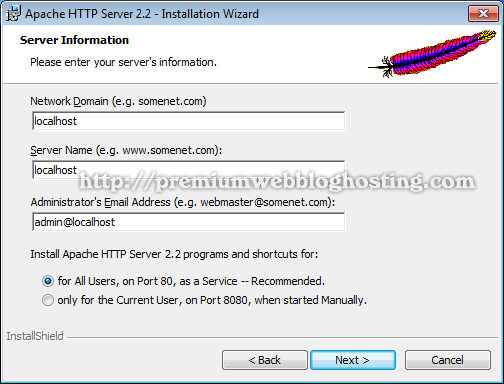 Apache HTTP Server 2.2 - Installation Wizard
Server Information
Please enter your server's information.
Network Domain (e.g. somenet.com)
localhost
Server Name (e.g. www.somenet.com):
localhost
http://premiumwebbloghosting.com
Administrator's Email Address (e.g. webmaster@somenet.com):
admin@localhost
Install Apache HTTP Server 2.2 programs and shortcuts for:
for All Users, on Port 80, as a Service -- Recommended.
only for the Current User, on Port 8080, when started Manually.
InstallShield
< Back Next > Cancel